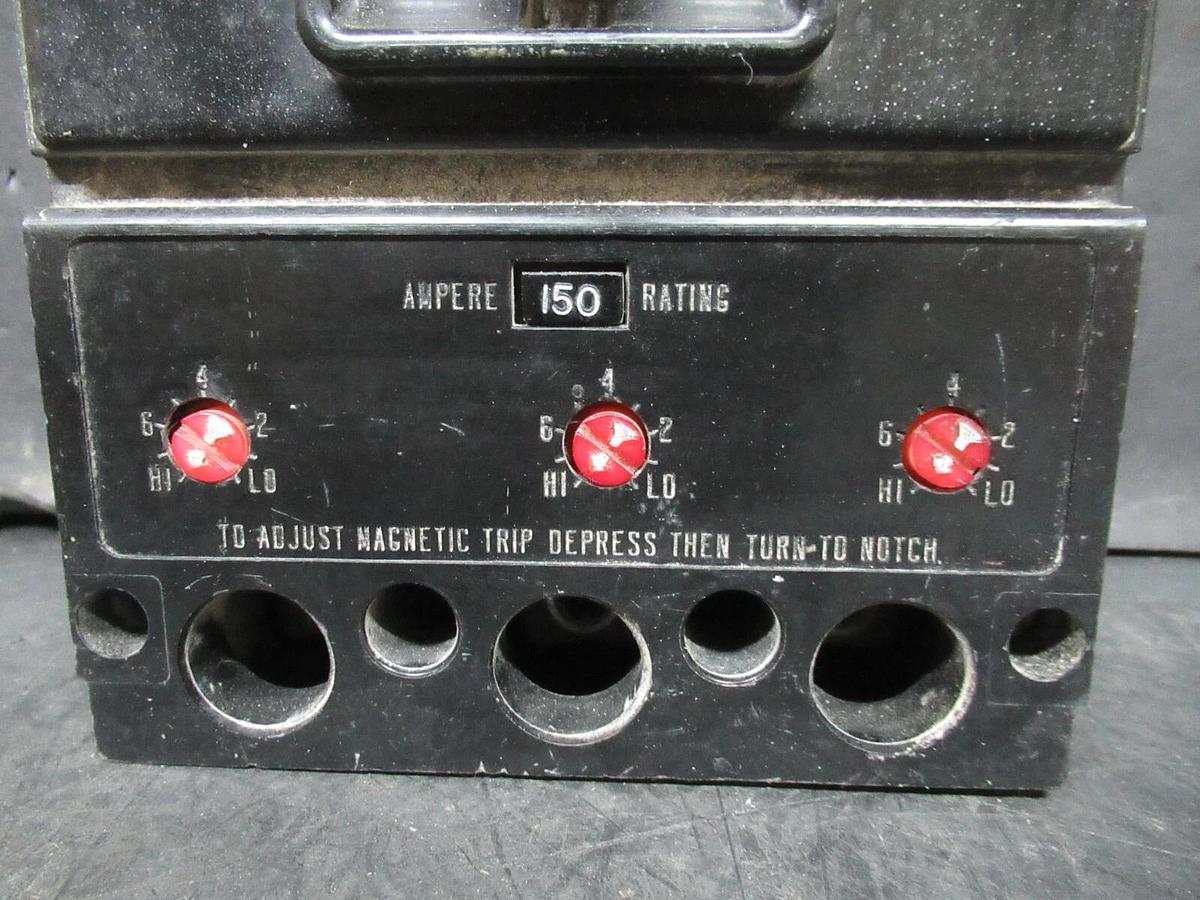 AMPERE 150 RATING
4 4 4
6 2 6 2 6 2
HI LO HI LO HI LO
TO ADJUST MAGNETIC TRIP DEPRESS THEN TURN TO NOTCH.